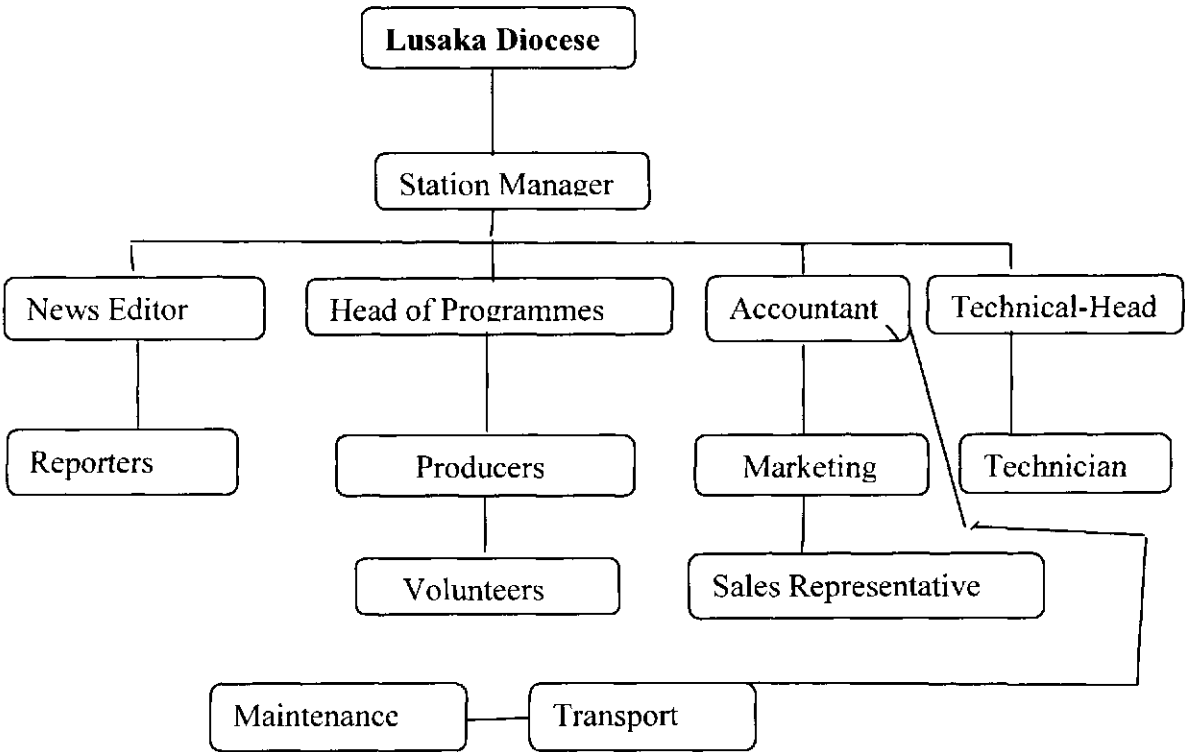 Lusaka Diocese
Station Manager
News Editor
Head of Programmes
Accountant
Technical-Head
Reporters
Producers
Marketing
Technician
Volunteers
Sales Representative
Maintenance
Transport